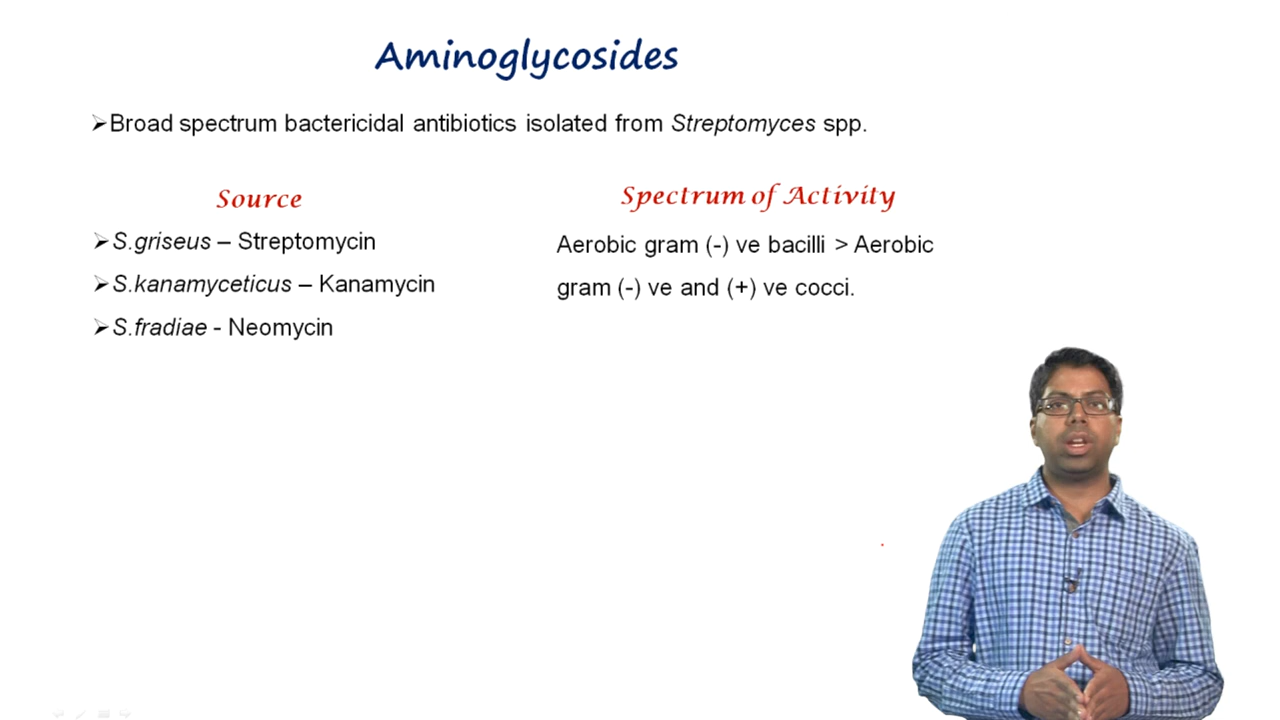 Aminoglycosides
➢Broad spectrum bactericidal antibiotics isolated from Streptomyces spp.
Source
➢S.griseus – Streptomycin
➢S.kanamyceticus – Kanamycin
➢S.fradiae - Neomycin
Spectrum of Activity
Aerobic gram (-) ve bacilli > Aerobic
gram (-) ve and (+) ve cocci.